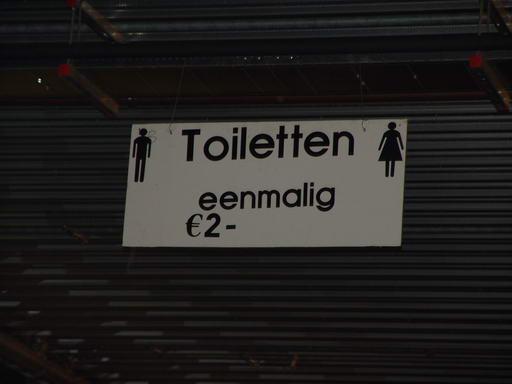 Toiletten
eenmalig
€2-